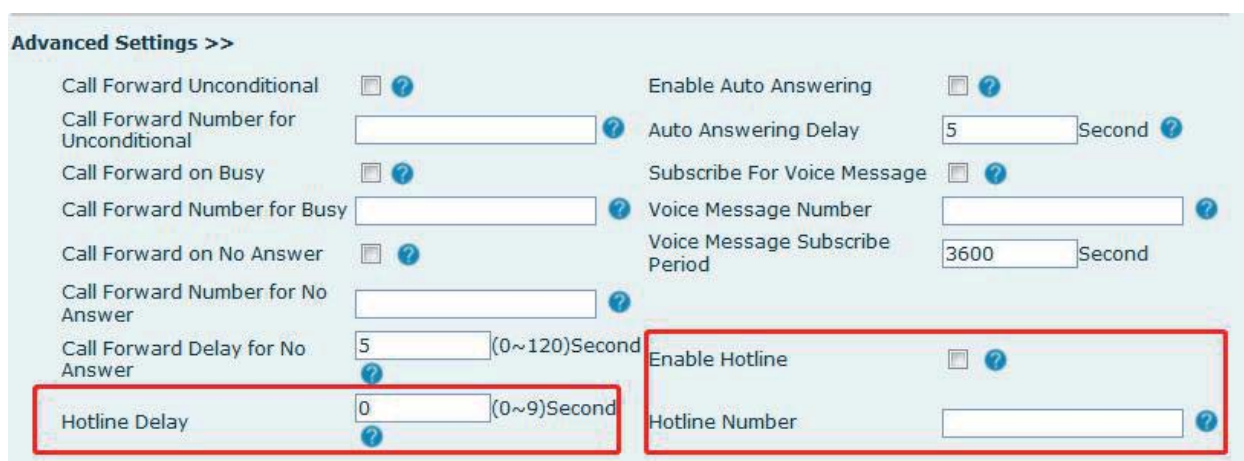 Advanced Settings >>
Call Forward Unconditional
Enable Auto Answering
Call Forward Number for
Unconditional
Auto Answering Delay 5 Second
Call Forward on Busy
Subscribe For Voice Message
Call Forward Number for Busy
Voice Message Number
Call Forward on No Answer
Voice Message Subscribe
Period
3600 Second
Call Forward Number for No
Answer
Call Forward Delay for No
Answer
5 (0~120)Second
Enable Hotline
Hotline Delay 0 (0~9)Second
Hotline Number